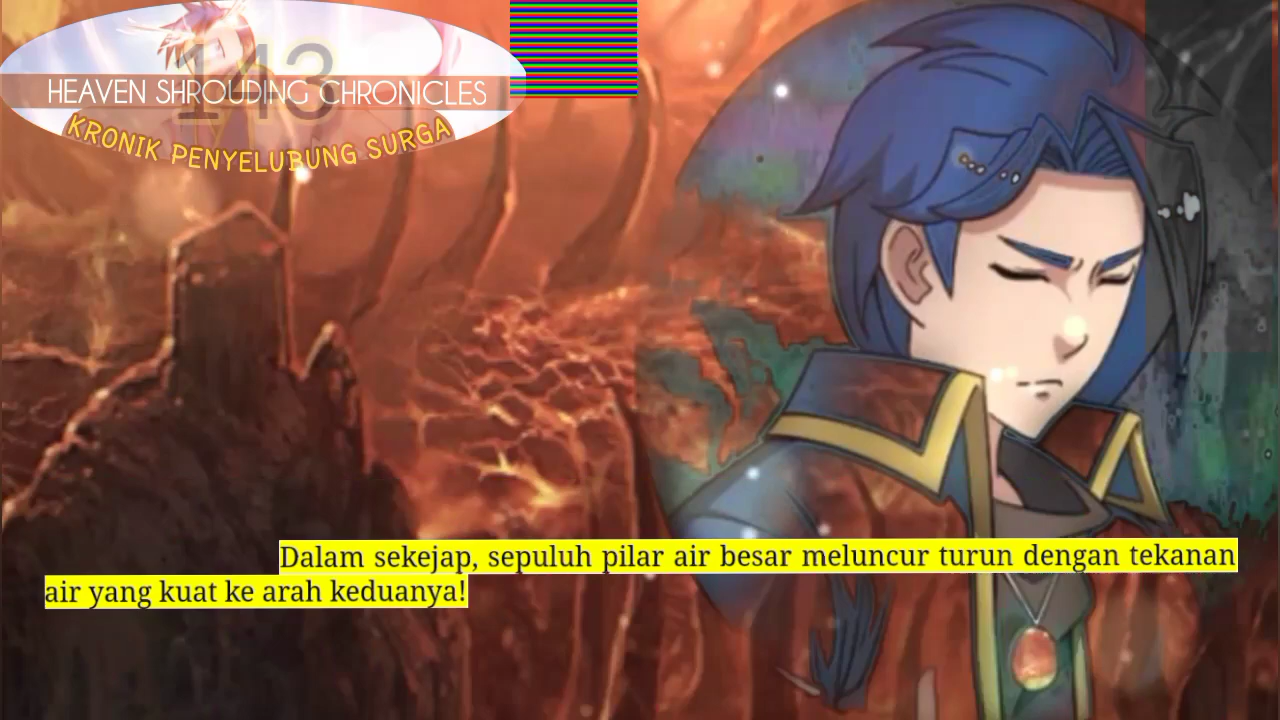 143
HEAVEN SHROUDING CHRONICLES
KRONIK PENYELUBUNG SURGA
Dalam sekejap, sepuluh pilar air besar meluncur turun dengan tekanan
air yang kuat ke arah keduanya!